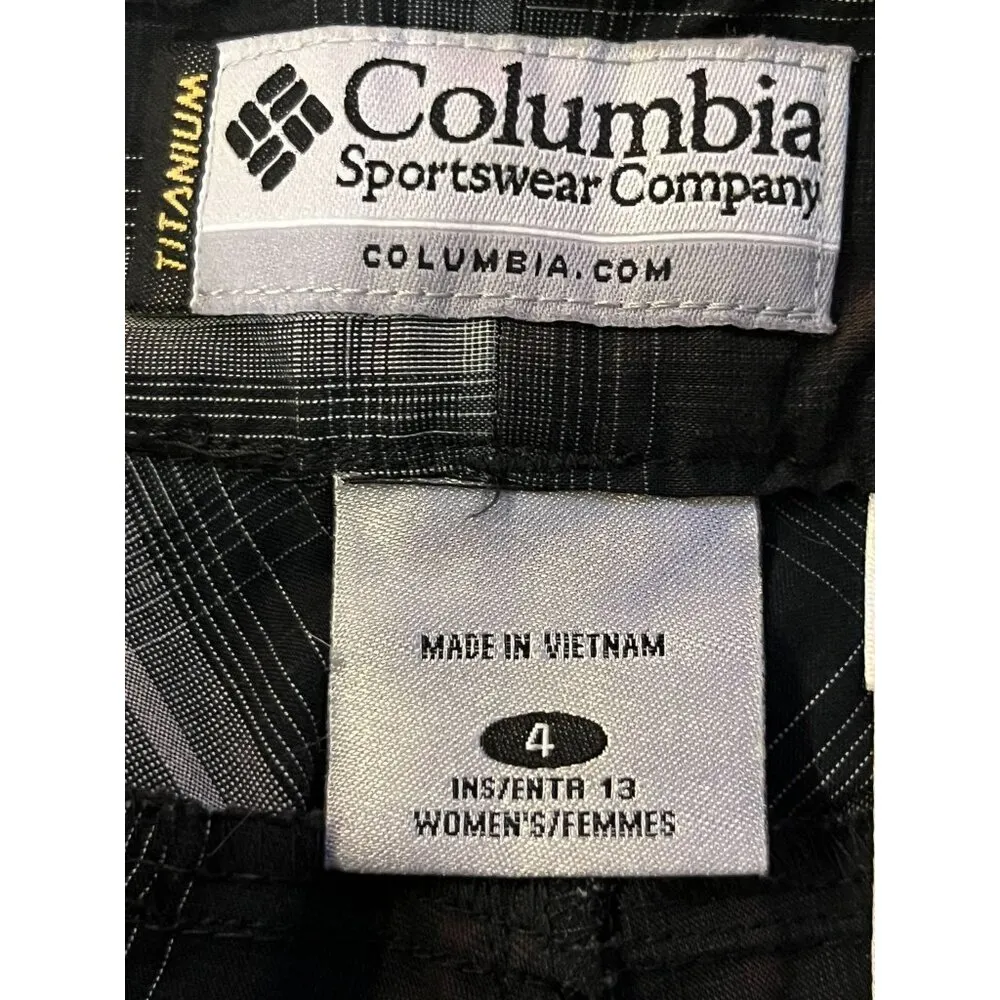 TITANIUM
Columbia
Sportswear Company
COLUMBIA.COM
MADE IN VIETNAM
4
INS/ENTR 13
WOMEN'S/FEMMES